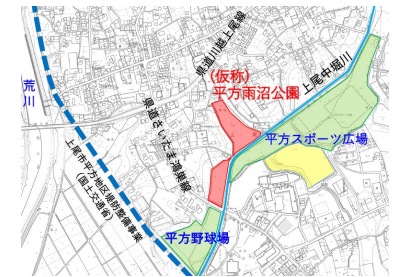 荒川
県道川越上尾線
(仮称)
平方雨沼公園
上尾中堀川
県道さいたま鴻巣線
平方スポーツ広場
上尾市平方地区堤防整備事業
(国土交通省)
平方野球場